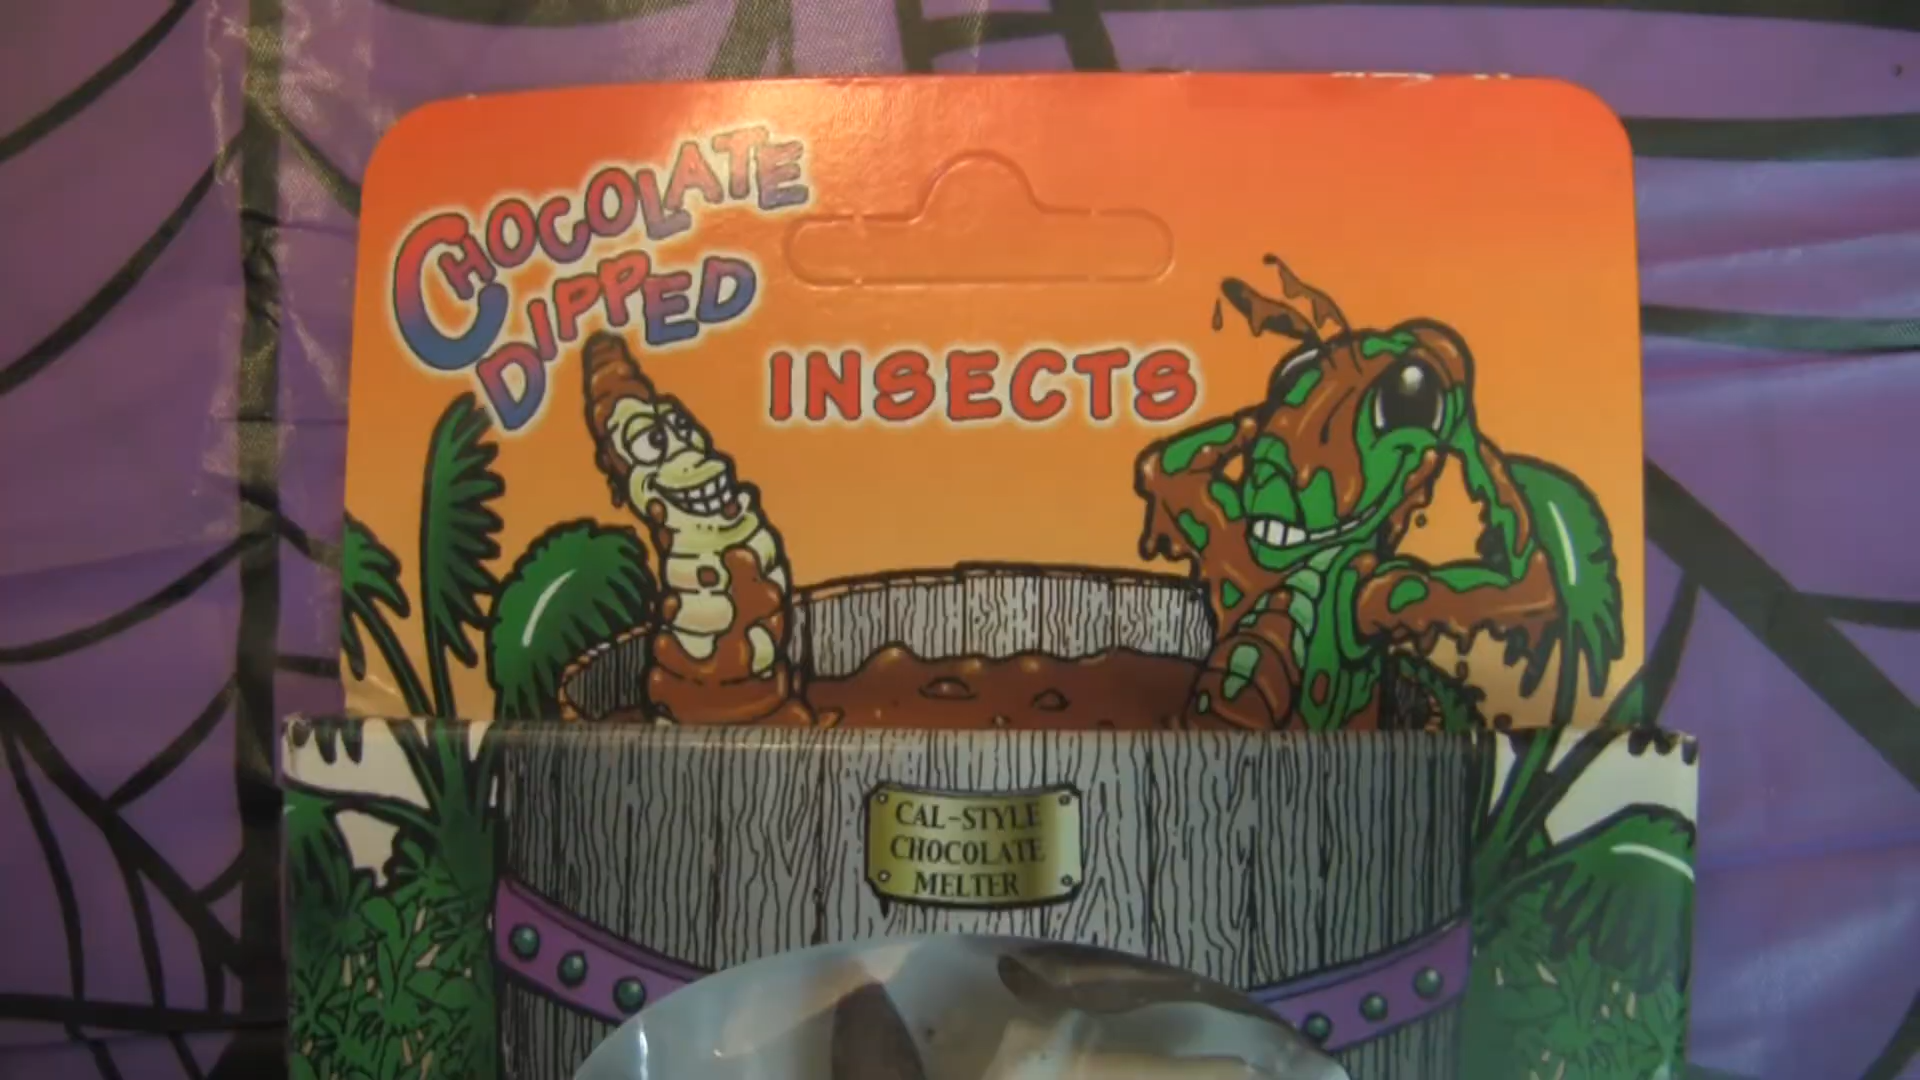 CHOCOLATE
DIPPED
INSECTS
CAL-STYLE
CHOCOLATE
MELTER